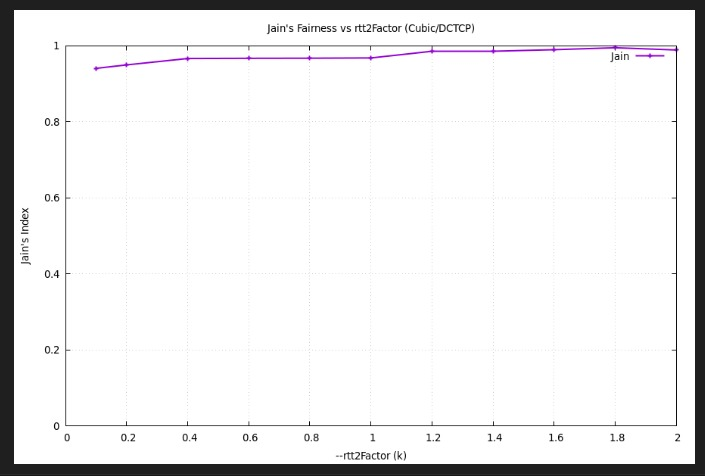 Jain's Fairness vs rtt2Factor (Cubic/DCTCP)
1
0.8
0.6
0.4
0.2
0
Jain's Index
Jain
0 0.2 0.4 0.6 0.8 1 1.2 1.4 1.6 1.8 2
--rtt2Factor (k)